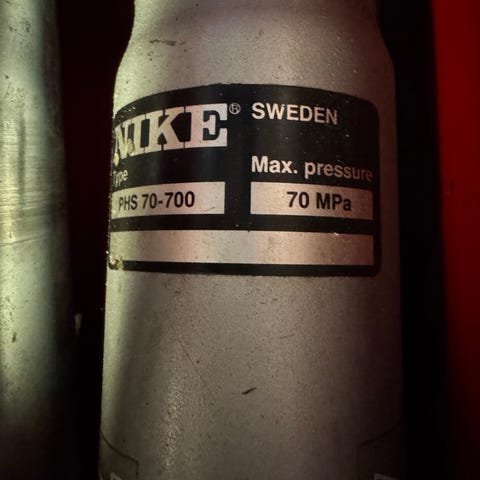 NIKE® SWEDEN
Type Max. pressure
PHS 70-700 70 MPa